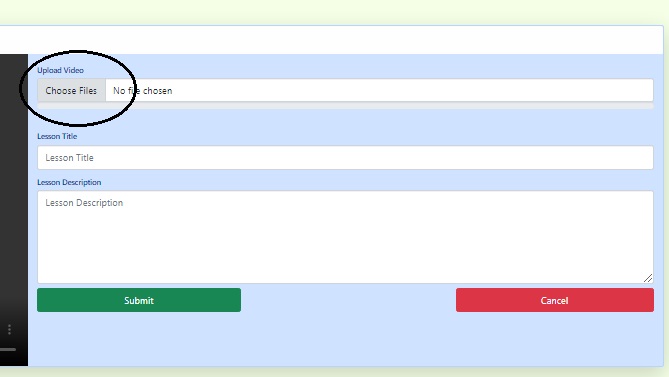 Upload Video
Choose Files No file chosen
Lesson Title
Lesson Title
Lesson Description
Lesson Description
Submit Cancel